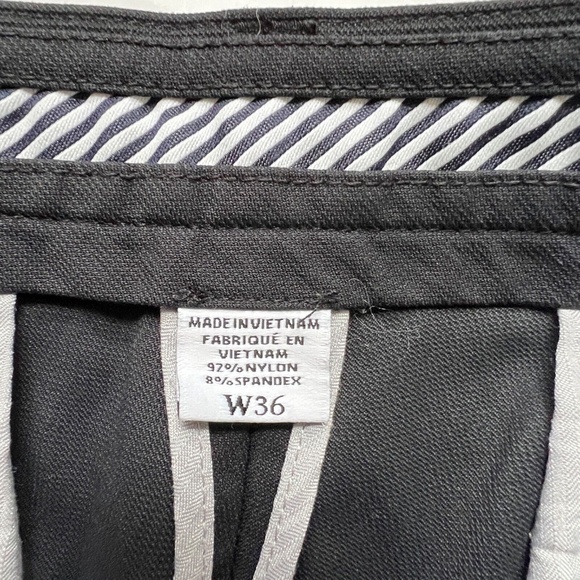 MADE IN VIETNAM
FABRIQUÉ EN
VIETNAM
92% NYLON
8% SPANDEX
W36